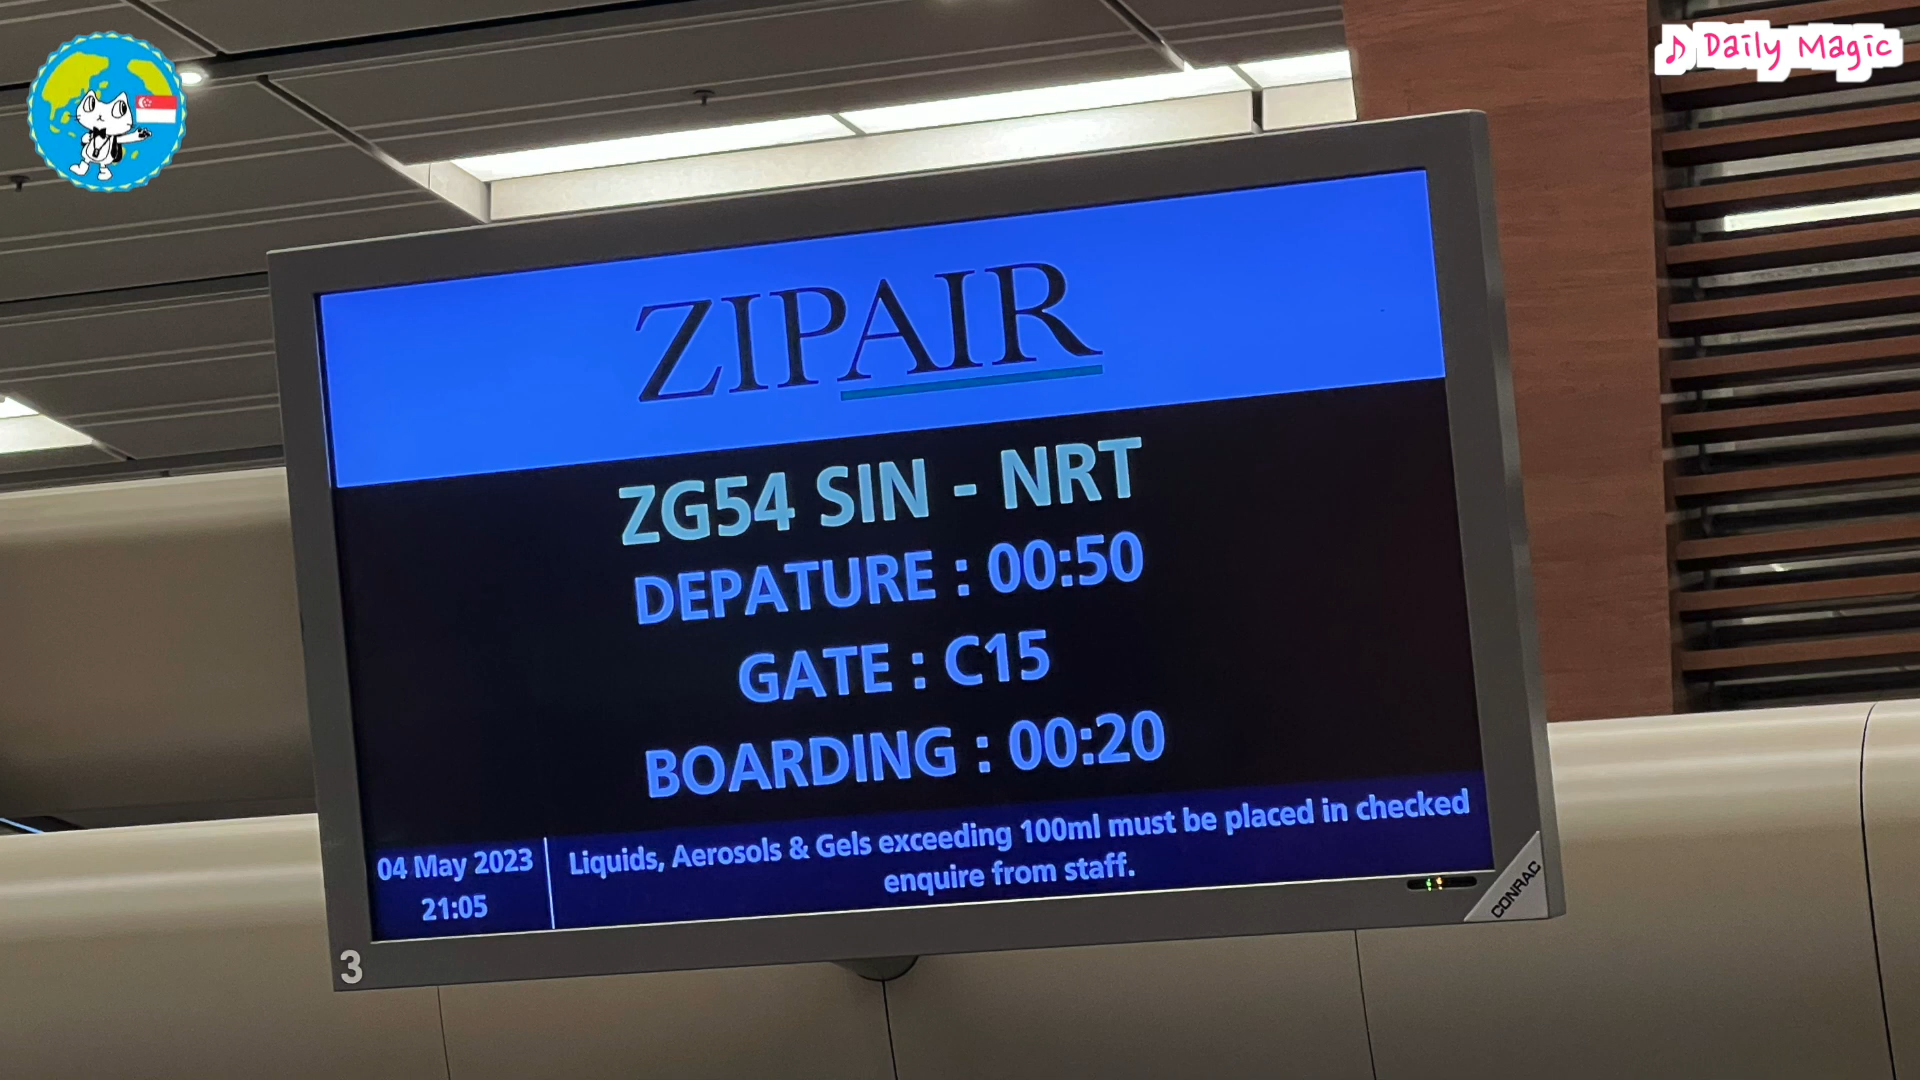 ♪ Daily Magic
ZIPAIR
ZG54 SIN - NRT
DEPATURE : 00:50
GATE : C15
BOARDING : 00:20
04 May 2023
21:05
Liquids, Aerosols & Gels exceeding 100ml must be placed in checked
enquire from staff.
CONRAC
3